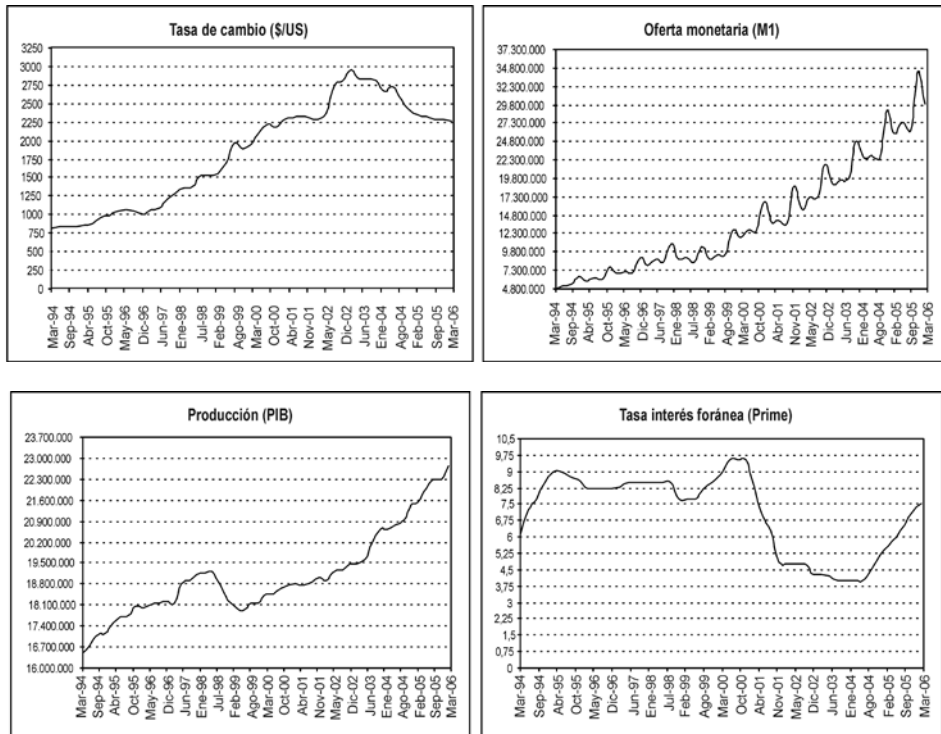 Tasa de cambio ($/US)
3250
3000
2750
2500
2250
2000
1750
1500
1250
1000
750
500
250
0
Mar-94
Sep-94
Abr-95
Oct-95
May-96
Dic-96
Jun-97
Ene-98
Jul-98
Feb-99
Ago-99
Mar-00
Oct-00
Abr-01
Nov-01
May-02
Dic-02
Jun-03
Ene-04
Ago-04
Feb-05
Sep-05
Mar-06
Oferta monetaria (M1)
37.300.000
34.800.000
32.300.000
29.800.000
27.300.000
24.800.000
22.300.000
19.800.000
17.300.000
14.800.000
12.300.000
9.800.000
7.300.000
4.800.000
Mar-94
Sep-94
Abr-95
Oct-95
May-96
Dic-96
Jun-97
Ene-98
Jul-98
Feb-99
Ago-99
Mar-00
Oct-00
Abr-01
Nov-01
May-02
Dic-02
Jun-03
Ene-04
Ago-04
Feb-05
Sep-05
Mar-06
Producción (PIB)
23.700.000
23.000.000
22.300.000
21.600.000
20.900.000
20.200.000
19.500.000
18.800.000
18.100.000
17.400.000
16.700.000
16.000.000
Mar-94
Sep-94
Abr-95
Oct-95
May-96
Dic-96
Jun-97
Ene-98
Jul-98
Feb-99
Ago-99
Mar-00
Oct-00
Abr-01
Nov-01
May-02
Dic-02
Jun-03
Ene-04
Ago-04
Feb-05
Sep-05
Mar-06
Tasa interés foránea (Prime)
10,5
9,75
9
8,25
7,5
6,75
6
5,25
4,5
3,75
3
2,25
1,5
0,75
0
Mar-94
Sep-94
Abr-95
Oct-95
May-96
Dic-96
Jun-97
Ene-98
Jul-98
Feb-99
Ago-99
Mar-00
Oct-00
Abr-01
Nov-01
May-02
Dic-02
Jun-03
Ene-04
Ago-04
Feb-05
Sep-05
Mar-06